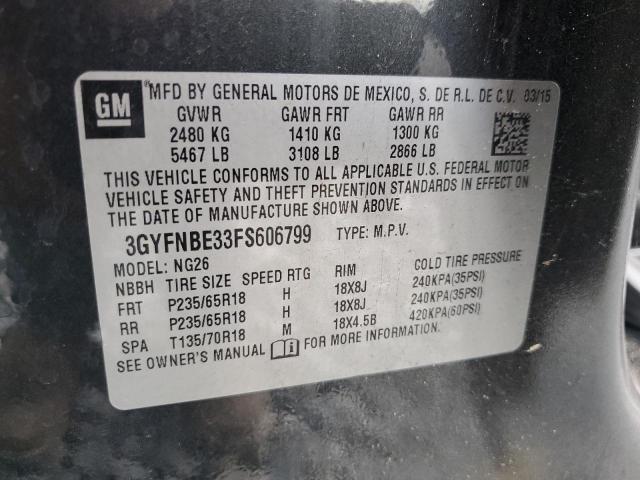 GM
MFD BY GENERAL MOTORS DE MEXICO, S. DE R.L. DE C.V. 03/15
GVWR GAWR FRT GAWR RR
2480 KG 1410 KG 1300 KG
5467 LB 3108 LB 2866 LB
THIS VEHICLE CONFORMS TO ALL APPLICABLE U.S. FEDERAL MOTOR
VEHICLE SAFETY AND THEFT PREVENTION STANDARDS IN EFFECT ON
THE DATE OF MANUFACTURE SHOWN ABOVE.
3GYFNBE33FS606799 TYPE: M.P.V.
MODEL: NG26
NBBH TIRE SIZE SPEED RTG RIM COLD TIRE PRESSURE
FRT P235/65R18 H 18X8J 240KPA(35PSI)
RR P235/65R18 H 18X8J 240KPA(35PSI)
SPA T135/70R18 M 18X4.5B 420KPA(60PSI)
SEE OWNER'S MANUAL FOR MORE INFORMATION.